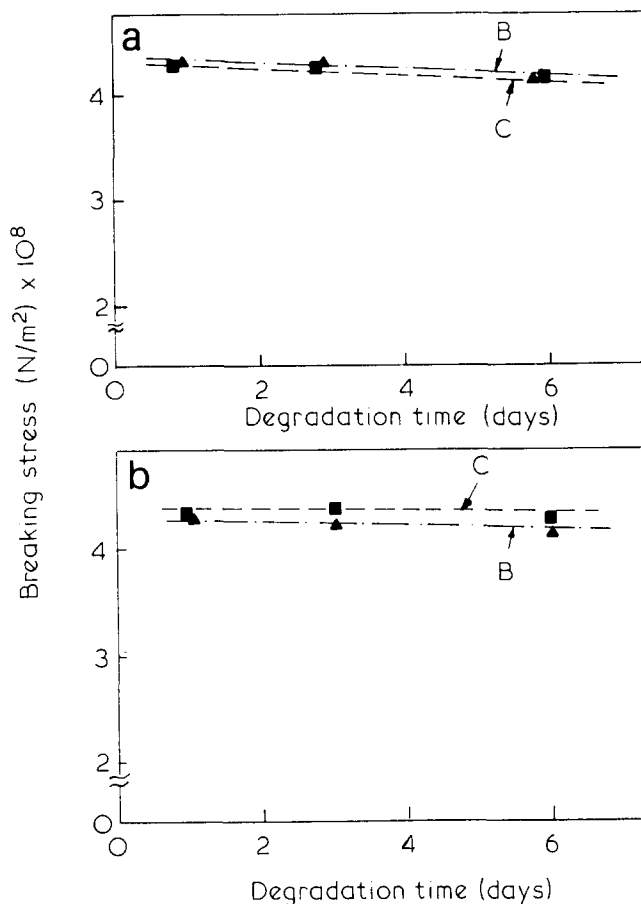 a
B
C
4
3
2
0
0 2 4 6
Degradation time (days)
Breaking stress (N/m²) x 10⁸
b
C
B
4
3
2
0
0 2 4 6
Degradation time (days)